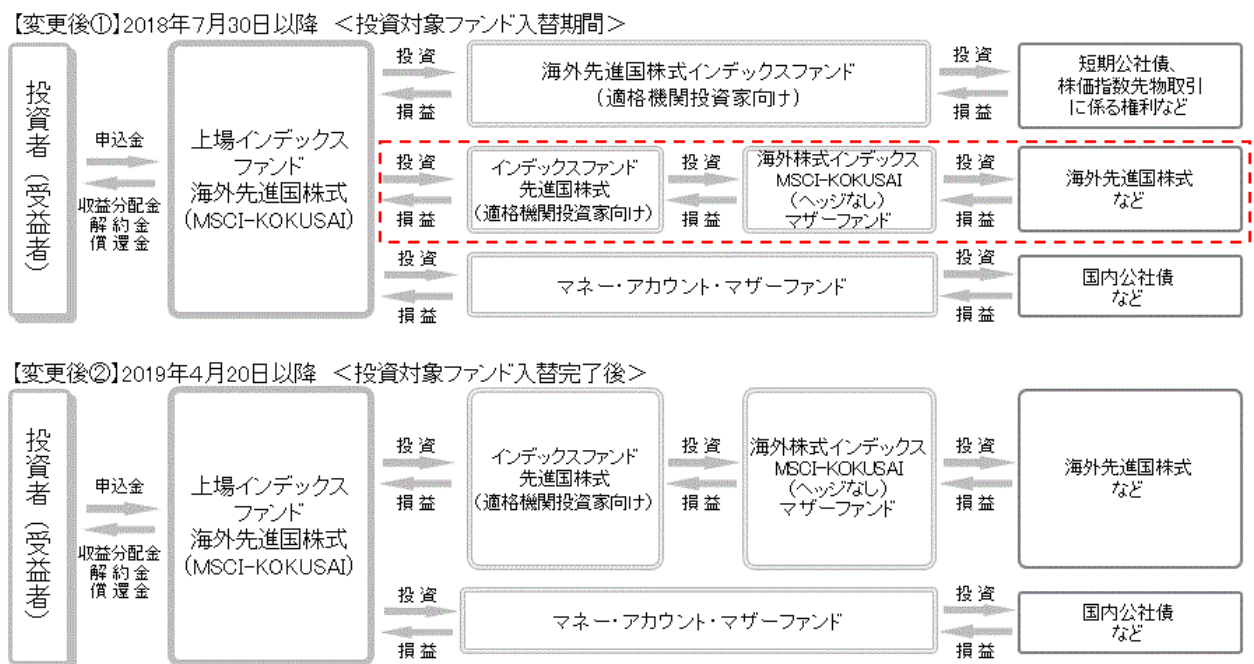 【変更後①】2018年7月30日以降 <投資対象ファンド入替期間>
投資者(受益者)
申込金
収益分配金
解約金
償還金
上場インデックス
ファンド
海外先進国株式
(MSCI-KOKUSAI)
投資
損益
海外先進国株式インデックスファンド
(適格機関投資家向け)
投資
損益
短期公社債、
株価指数先物取引
に係る権利など
投資
損益
インデックスファンド
先進国株式
(適格機関投資家向け)
投資
損益
海外株式インデックス
MSCI-KOKUSAI
(ヘッジなし)
マザーファンド
投資
損益
海外先進国株式
など
投資
損益
マネー・アカウント・マザーファンド
投資
損益
国内公社債
など
【変更後②】2019年4月20日以降 <投資対象ファンド入替完了後>
投資者(受益者)
申込金
収益分配金
解約金
償還金
上場インデックス
ファンド
海外先進国株式
(MSCI-KOKUSAI)
投資
損益
インデックスファンド
先進国株式
(適格機関投資家向け)
投資
損益
海外株式インデックス
MSCI-KOKUSAI
(ヘッジなし)
マザーファンド
投資
損益
海外先進国株式
など
投資
損益
マネー・アカウント・マザーファンド
投資
損益
国内公社債
など